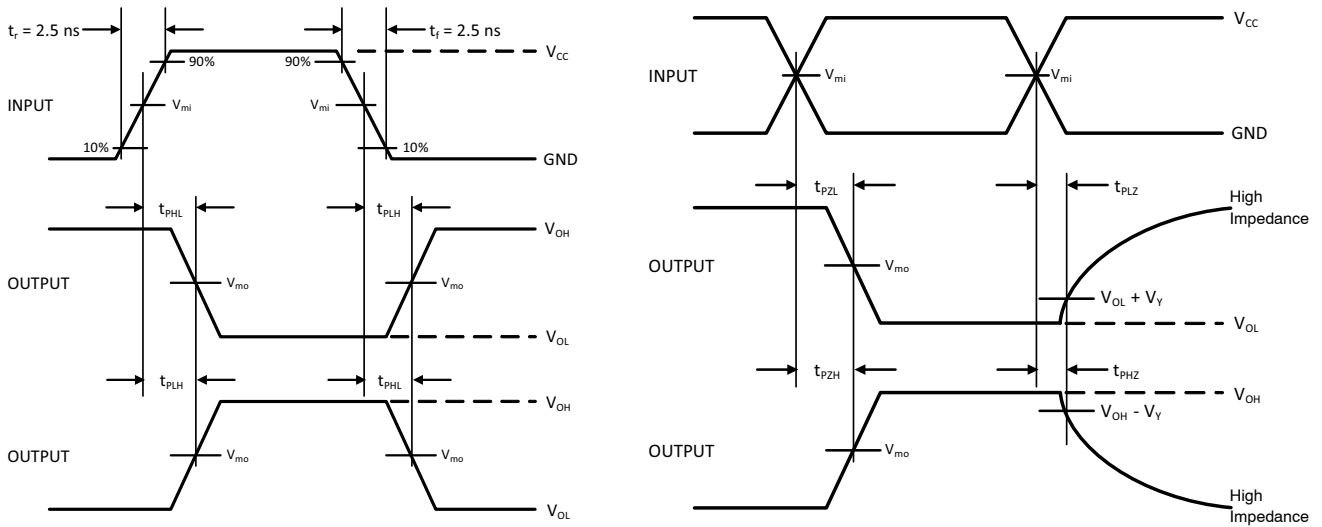 tr = 2.5 ns
tf = 2.5 ns
VCC
90%
90%
INPUT
Vmi
Vmi
10%
10%
GND
tPHL
tPLH
VOH
OUTPUT
Vmo
Vmo
VOL
tPLH
tPHL
VOH
OUTPUT
Vmo
Vmo
VOL
VCC
INPUT
Vmi
Vmi
GND
tPZL
tPLZ
High
Impedance
OUTPUT
Vmo
VOL + VY
VOL
tPZH
tPHZ
VOH
VOH - VY
OUTPUT
Vmo
High
Impedance